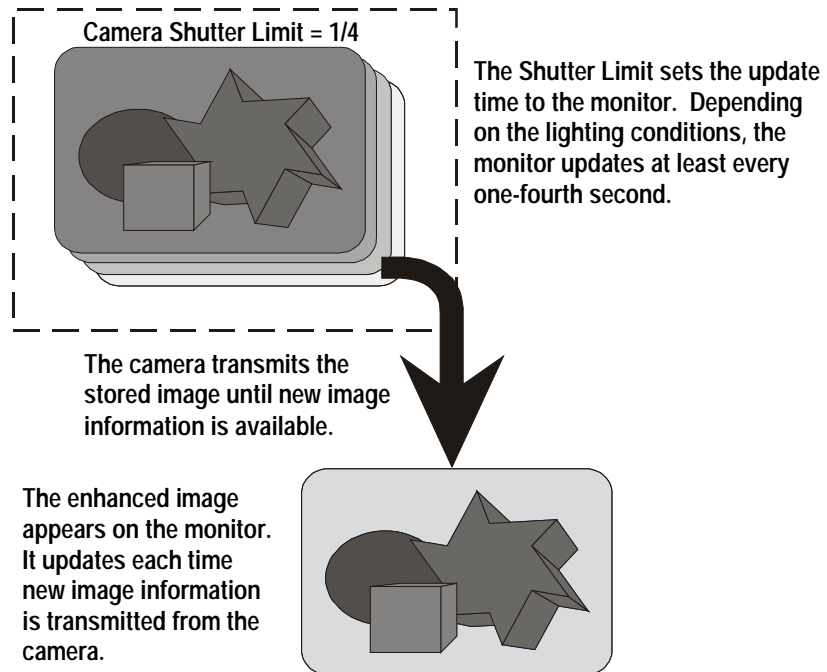 Camera Shutter Limit = 1/4
The Shutter Limit sets the update
time to the monitor. Depending
on the lighting conditions, the
monitor updates at least every
one-fourth second.
The camera transmits the
stored image until new image
information is available.
The enhanced image
appears on the monitor.
It updates each time
new image information
is transmitted from the
camera.